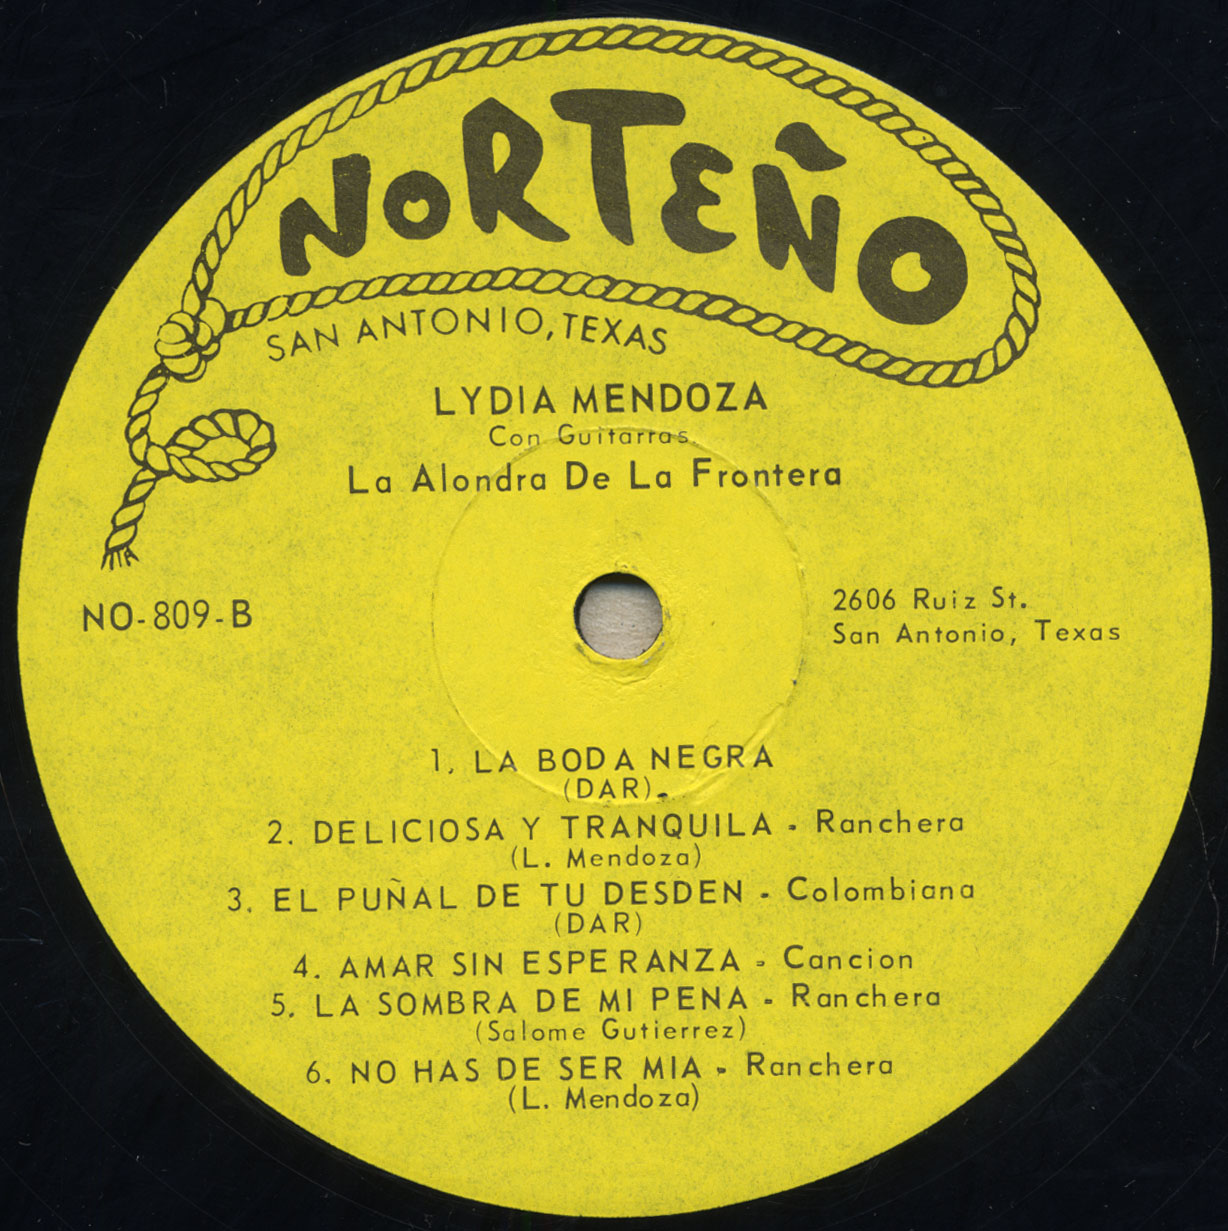 NORTEÑO
SAN ANTONIO, TEXAS
LYDIA MENDOZA
Con Guitarras
La Alondra De La Frontera
NO-809-B
2606 Ruiz St.
San Antonio, Texas
1. LA BODA NEGRA
(DAR)
2. DELICIOSA Y TRANQUILA - Ranchera
(L. Mendoza)
3. EL PUÑAL DE TU DESDEN - Colombiana
(DAR)
4. AMAR SIN ESPERANZA - Cancion
5. LA SOMBRA DE MI PENA - Ranchera
(Salome Gutierrez)
6. NO HAS DE SER MIA - Ranchera
(L. Mendoza)